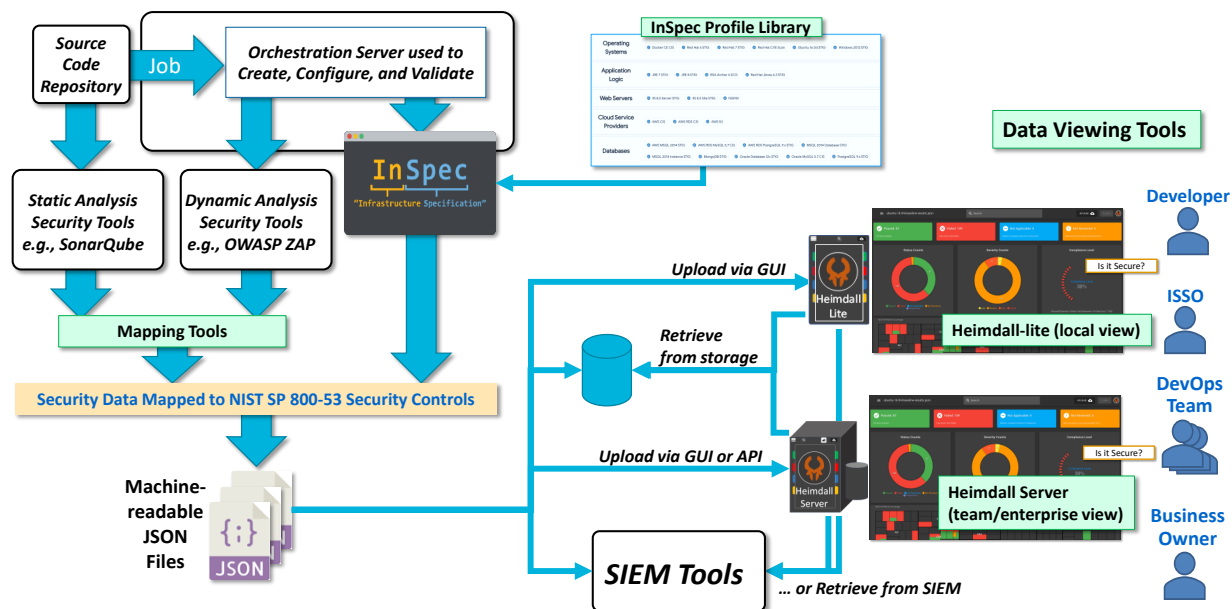 Source
Code
Repository
Job
Orchestration Server used to
Create, Configure, and Validate
InSpec Profile Library
Operating
Systems
Application
Logic
Web Servers
Cloud Service
Providers
Databases
InSpec
"Infrastructure Specification"
Static Analysis
Security Tools
e.g., SonarQube
Dynamic Analysis
Security Tools
e.g., OWASP ZAP
Mapping Tools
Security Data Mapped to NIST SP 800-53 Security Controls
Machine-
readable
JSON
Files
{;}
JSON
Upload via GUI
Retrieve
from storage
Upload via GUI or API
SIEM Tools
... or Retrieve from SIEM
Heimdall
Lite
Heimdall
Server
Data Viewing Tools
Is it Secure?
Heimdall-lite (local view)
Is it Secure?
Heimdall Server
(team/enterprise view)
Developer
ISSO
DevOps
Team
Business
Owner